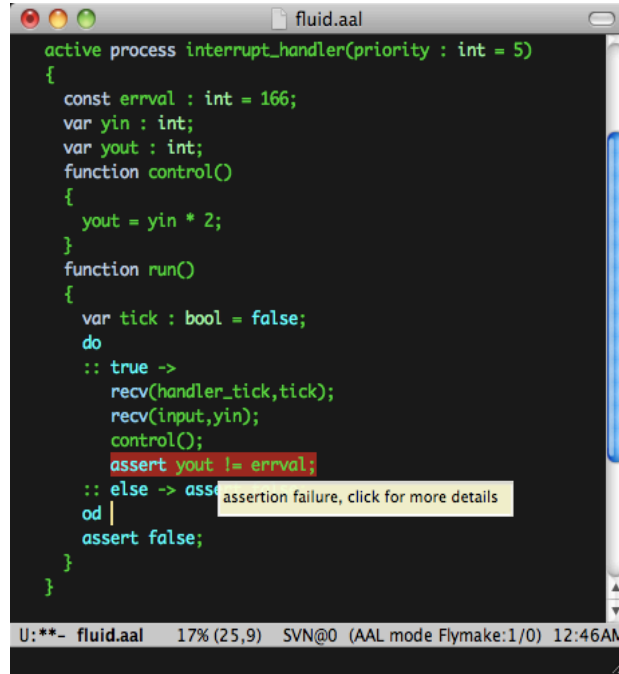 fluid.aal
active process interrupt_handler(priority : int = 5)
{
const errval : int = 166;
var yin : int;
var yout : int;
function control()
{
yout = yin * 2;
}
function run()
{
var tick : bool = false;
do
:: true ->
recv(handler_tick,tick);
recv(input,yin);
control();
assert yout != errval;
:: else -> asse
assertion failure, click for more details
od
assert false;
}
}
U:**- fluid.aal 17% (25,9) SVN@0 (AAL mode Flymake:1/0) 12:46AM